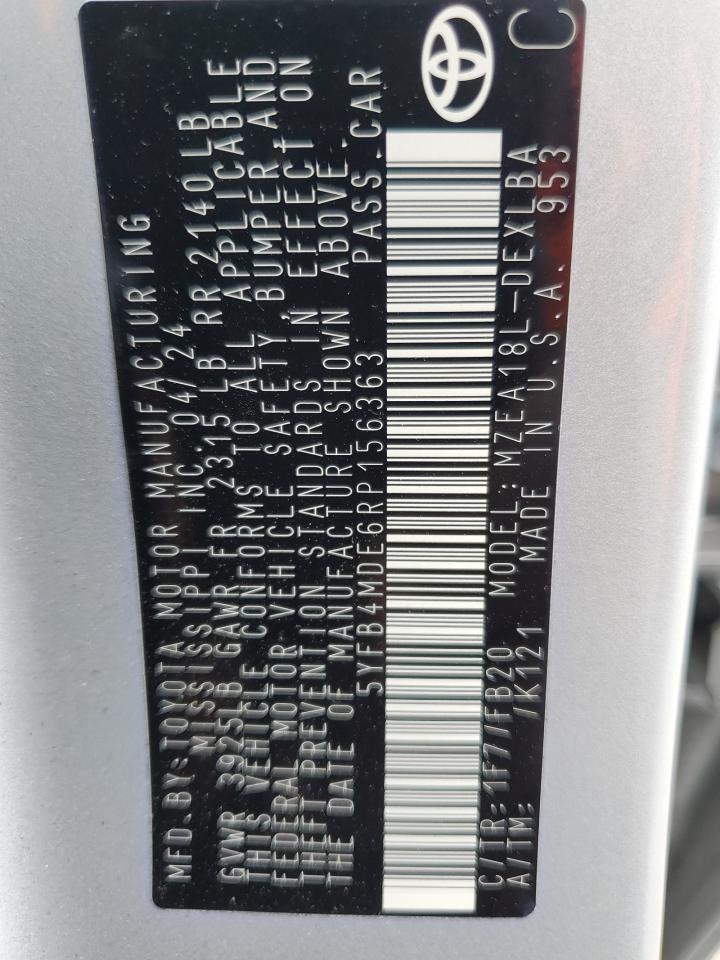 MFD.BY:TOYOTA MOTOR MANUFACTURING
MISSISSIPPI INC. 04/24
GVWR 3925LB GAWR FR 2315 LB RR 2140LB
THIS VEHICLE CONFORMS TO ALL APPLICABLE
FEDERAL MOTOR VEHICLE SAFETY BUMPER AND
THEFT PREVENTION STANDARDS IN EFFECT ON
THE DATE OF MANUFACTURE SHOWN ABOVE.
5YFB4MDE6RP156363 PASS.CAR
C/TR:1F7/FB20 MODEL:MZEA18L-DEXLBA
A/TM: /K121 MADE IN U.S.A. 953
C